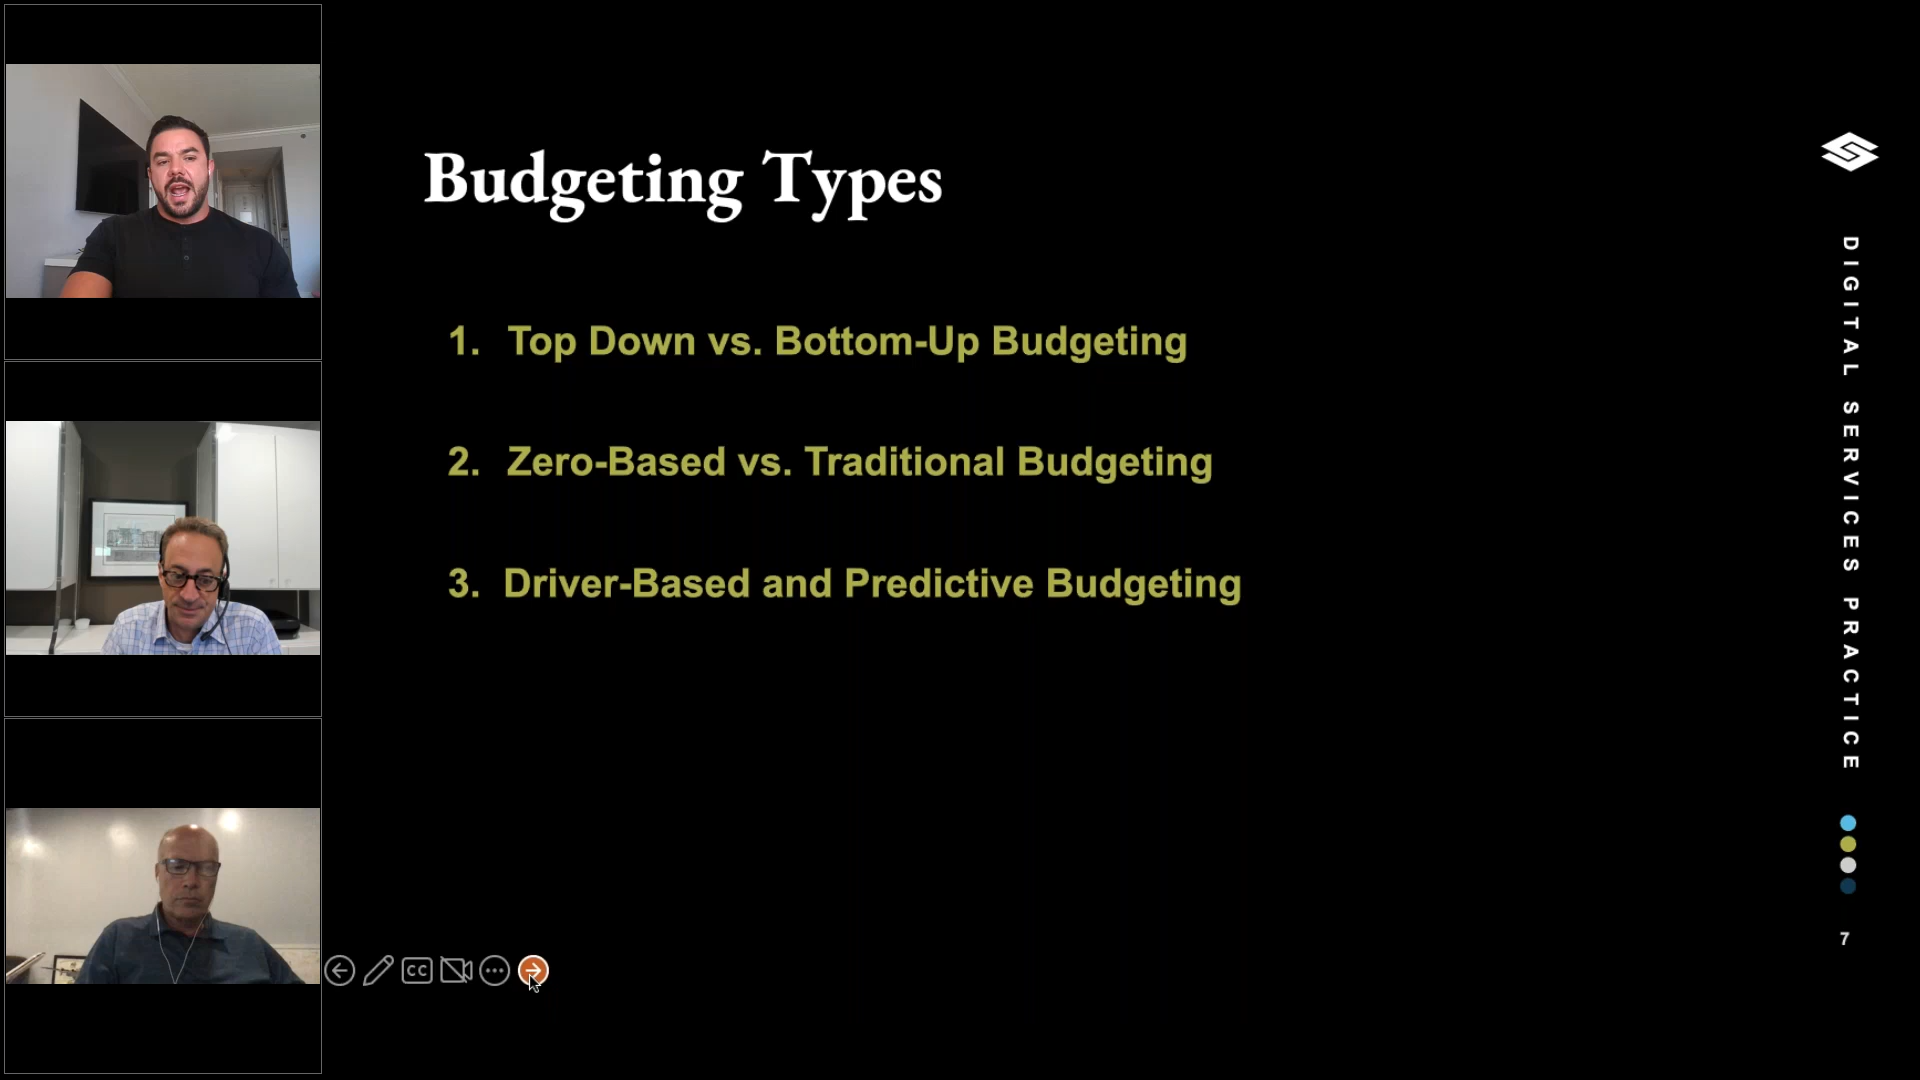 Budgeting Types
1. Top Down vs. Bottom-Up Budgeting
2. Zero-Based vs. Traditional Budgeting
3. Driver-Based and Predictive Budgeting
DIGITAL SERVICES PRACTICE
7
CC